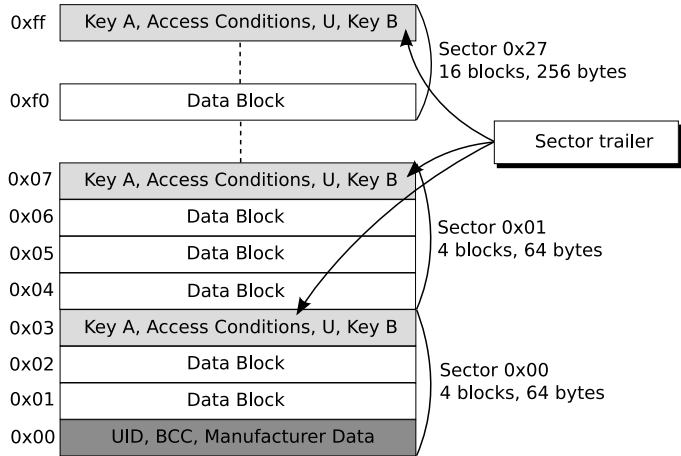 0xff
Key A, Access Conditions, U, Key B
Sector 0x27
16 blocks, 256 bytes
0xf0
Data Block
Sector trailer
0x07
Key A, Access Conditions, U, Key B
0x06
Data Block
Sector 0x01
4 blocks, 64 bytes
0x05
Data Block
0x04
Data Block
0x03
Key A, Access Conditions, U, Key B
0x02
Data Block
Sector 0x00
4 blocks, 64 bytes
0x01
Data Block
0x00
UID, BCC, Manufacturer Data